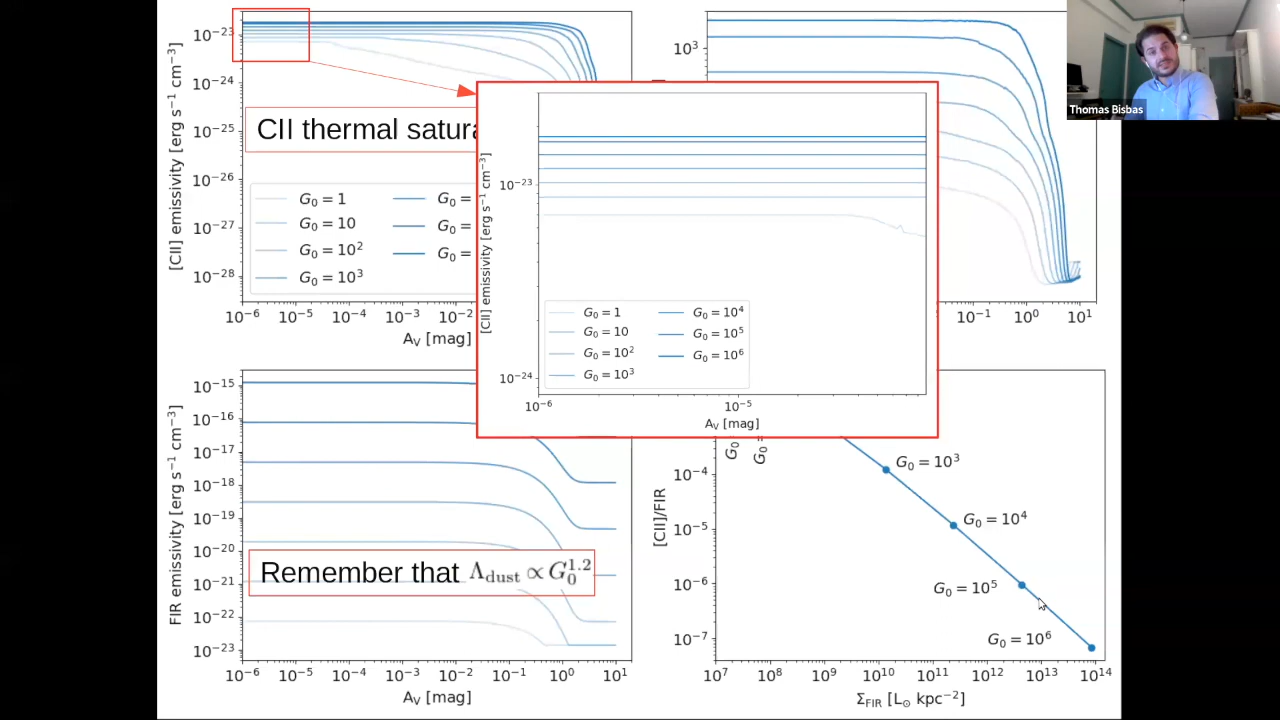 10⁻²³
10⁻²⁴
10⁻²⁵
10⁻²⁶
10⁻²⁷
10⁻²⁸
[CII] emissivity [erg s⁻¹ cm⁻³]
CII thermal satura
G₀ = 1
G₀ = 10
G₀ = 10²
G₀ = 10³
G₀ =
G₀ =
G₀ =
10⁻⁶ 10⁻⁵ 10⁻⁴ 10⁻³ 10⁻²
A_V [mag]
10³
10⁻¹ 10⁰ 10¹
Thomas Bisbas
[CII] emissivity [erg s⁻¹ cm⁻³]
10⁻²³
10⁻²⁴
G₀ = 1
G₀ = 10
G₀ = 10²
G₀ = 10³
G₀ = 10⁴
G₀ = 10⁵
G₀ = 10⁶
10⁻⁶ 10⁻⁵
A_V [mag]
FIR emissivity [erg s⁻¹ cm⁻³]
10⁻¹⁵
10⁻¹⁶
10⁻¹⁷
10⁻¹⁸
10⁻¹⁹
10⁻²⁰
10⁻²¹
10⁻²²
10⁻²³
Remember that Λ_dust ∝ G₀^1.2
10⁻⁶ 10⁻⁵ 10⁻⁴ 10⁻³ 10⁻² 10⁻¹ 10⁰ 10¹
A_V [mag]
[CII]/FIR
10⁻⁴
10⁻⁵
10⁻⁶
10⁻⁷
G₀
G₀ =
G₀ = 10³
G₀ = 10⁴
G₀ = 10⁵
G₀ = 10⁶
10⁷ 10⁸ 10⁹ 10¹⁰ 10¹¹ 10¹² 10¹³ 10¹⁴
Σ_FIR [L⊙ kpc⁻²]